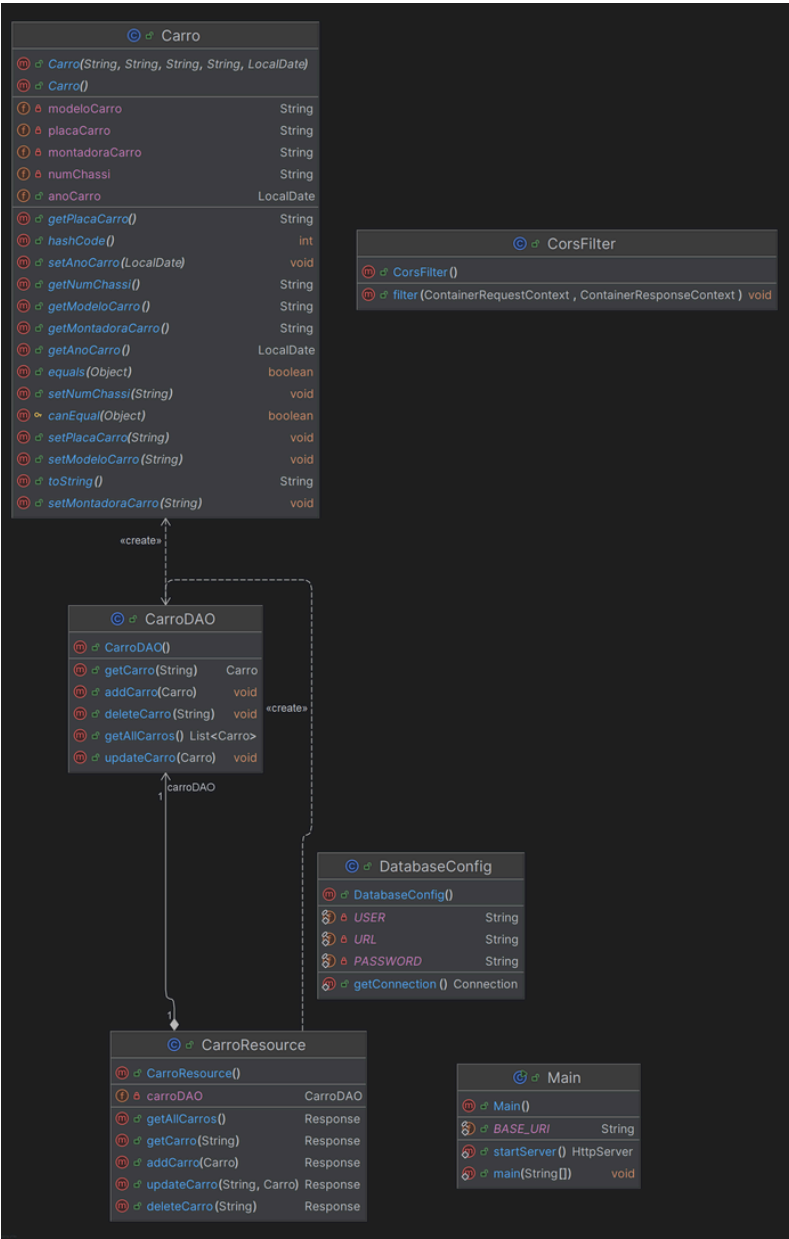 Carro
Carro(String, String, String, String, LocalDate)
Carro()
modeloCarro String
placaCarro String
montadoraCarro String
numChassi String
anoCarro LocalDate
getPlacaCarro() String
hashCode() int
setAnoCarro(LocalDate) void
getNumChassi() String
getModeloCarro() String
getMontadoraCarro() String
getAnoCarro() LocalDate
equals(Object) boolean
setNumChassi(String) void
canEqual(Object) boolean
setPlacaCarro(String) void
setModeloCarro(String) void
toString() String
setMontadoraCarro(String) void
CorsFilter
CorsFilter()
filter(ContainerRequestContext, ContainerResponseContext) void
«create»
CarroDAO
CarroDAO()
getCarro(String) Carro
addCarro(Carro) void
deleteCarro(String) void
getAllCarros() List<Carro>
updateCarro(Carro) void
«create»
carroDAO
1
DatabaseConfig
DatabaseConfig()
USER String
URL String
PASSWORD String
getConnection() Connection
1
CarroResource
CarroResource()
carroDAO CarroDAO
getAllCarros() Response
getCarro(String) Response
addCarro(Carro) Response
updateCarro(String, Carro) Response
deleteCarro(String) Response
Main
Main()
BASE_URI String
startServer() HttpServer
main(String[]) void